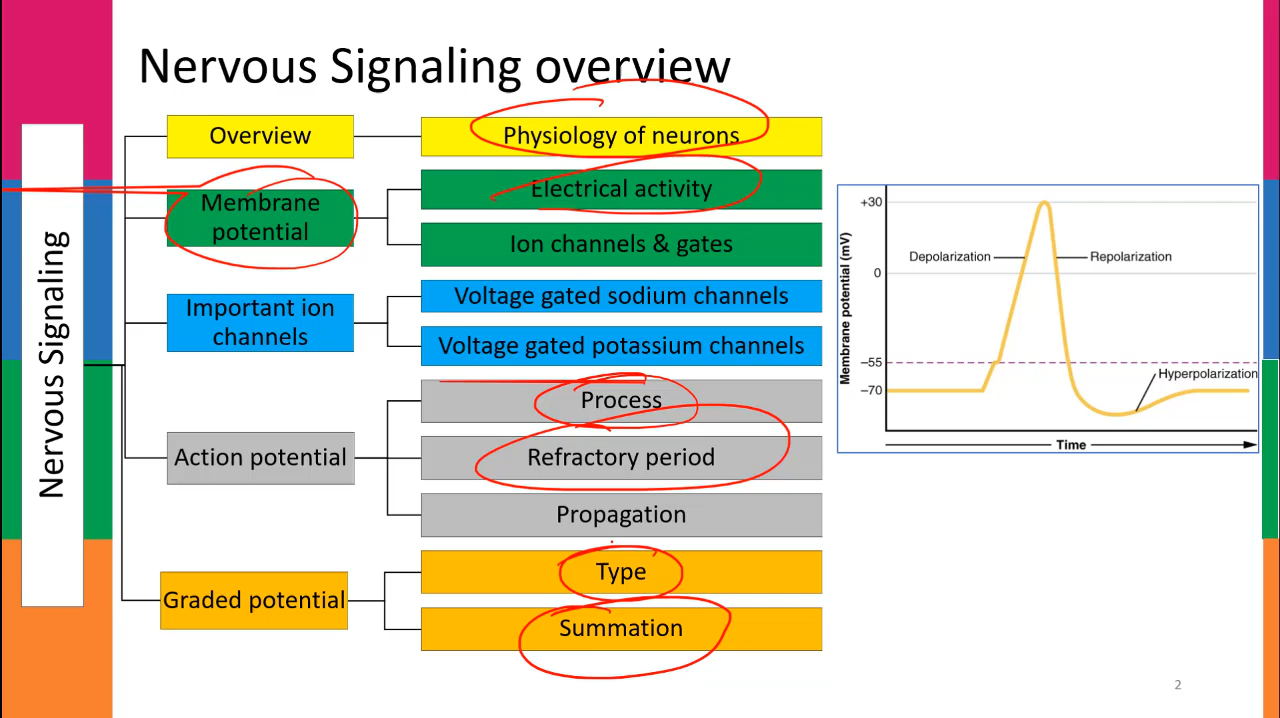 Nervous Signaling overview
Nervous Signaling
Overview
Physiology of neurons
Membrane
potential
Electrical activity
Ion channels & gates
Important ion
channels
Voltage gated sodium channels
Voltage gated potassium channels
Action potential
Process
Refractory period
Propagation
Graded potential
Type
Summation
Membrane potential (mV)
+30
0
−55
−70
Depolarization
Repolarization
Hyperpolarization
Time
2